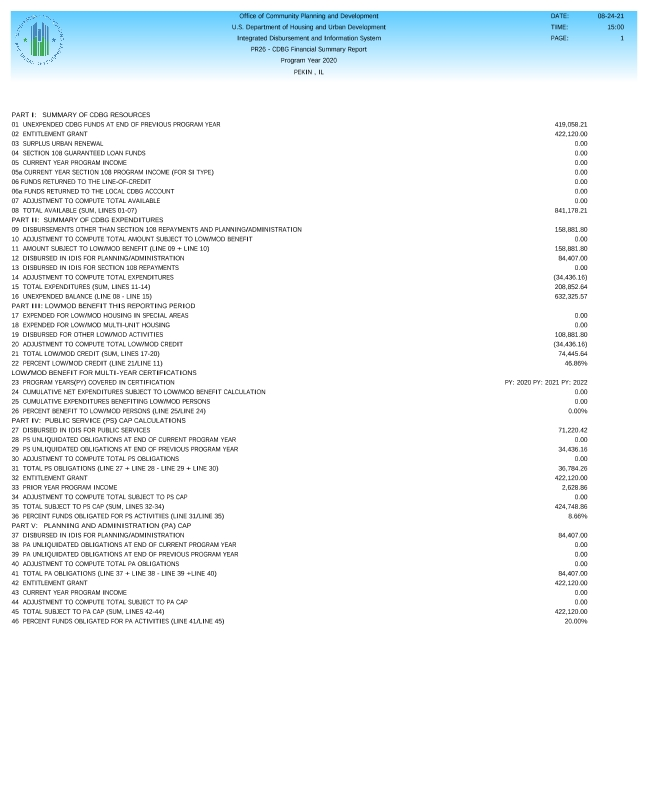 Office of Community Planning and Development
U.S. Department of Housing and Urban Development
Integrated Disbursement and Information System
PR26 - CDBG Financial Summary Report
Program Year 2020
PEKIN , IL
DATE: 08-24-21
TIME: 15:00
PAGE: 1
PART I: SUMMARY OF CDBG RESOURCES
01 UNEXPENDED CDBG FUNDS AT END OF PREVIOUS PROGRAM YEAR 419,058.21
02 ENTITLEMENT GRANT 422,120.00
03 SURPLUS URBAN RENEWAL 0.00
04 SECTION 108 GUARANTEED LOAN FUNDS 0.00
05 CURRENT YEAR PROGRAM INCOME 0.00
05a CURRENT YEAR SECTION 108 PROGRAM INCOME (FOR SI TYPE) 0.00
06 FUNDS RETURNED TO THE LINE-OF-CREDIT 0.00
06a FUNDS RETURNED TO THE LOCAL CDBG ACCOUNT 0.00
07 ADJUSTMENT TO COMPUTE TOTAL AVAILABLE 0.00
08 TOTAL AVAILABLE (SUM, LINES 01-07) 841,178.21
PART II: SUMMARY OF CDBG EXPENDITURES
09 DISBURSEMENTS OTHER THAN SECTION 108 REPAYMENTS AND PLANNING/ADMINISTRATION 158,881.80
10 ADJUSTMENT TO COMPUTE TOTAL AMOUNT SUBJECT TO LOW/MOD BENEFIT 0.00
11 AMOUNT SUBJECT TO LOW/MOD BENEFIT (LINE 09 + LINE 10) 158,881.80
12 DISBURSED IN IDIS FOR PLANNING/ADMINISTRATION 84,407.00
13 DISBURSED IN IDIS FOR SECTION 108 REPAYMENTS 0.00
14 ADJUSTMENT TO COMPUTE TOTAL EXPENDITURES (34,436.16)
15 TOTAL EXPENDITURES (SUM, LINES 11-14) 208,852.64
16 UNEXPENDED BALANCE (LINE 08 - LINE 15) 632,325.57
PART III: LOWMOD BENEFIT THIS REPORTING PERIOD
17 EXPENDED FOR LOW/MOD HOUSING IN SPECIAL AREAS 0.00
18 EXPENDED FOR LOW/MOD MULTI-UNIT HOUSING 0.00
19 DISBURSED FOR OTHER LOW/MOD ACTIVITIES 108,881.80
20 ADJUSTMENT TO COMPUTE TOTAL LOW/MOD CREDIT (34,436.16)
21 TOTAL LOW/MOD CREDIT (SUM, LINES 17-20) 74,445.64
22 PERCENT LOW/MOD CREDIT (LINE 21/LINE 11) 46.86%
LOW/MOD BENEFIT FOR MULTI-YEAR CERTIFICATIONS
23 PROGRAM YEARS(PY) COVERED IN CERTIFICATION PY: 2020 PY: 2021 PY: 2022
24 CUMULATIVE NET EXPENDITURES SUBJECT TO LOW/MOD BENEFIT CALCULATION 0.00
25 CUMULATIVE EXPENDITURES BENEFITING LOW/MOD PERSONS 0.00
26 PERCENT BENEFIT TO LOW/MOD PERSONS (LINE 25/LINE 24) 0.00%
PART IV: PUBLIC SERVICE (PS) CAP CALCULATIONS
27 DISBURSED IN IDIS FOR PUBLIC SERVICES 71,220.42
28 PS UNLIQUIDATED OBLIGATIONS AT END OF CURRENT PROGRAM YEAR 0.00
29 PS UNLIQUIDATED OBLIGATIONS AT END OF PREVIOUS PROGRAM YEAR 34,436.16
30 ADJUSTMENT TO COMPUTE TOTAL PS OBLIGATIONS 0.00
31 TOTAL PS OBLIGATIONS (LINE 27 + LINE 28 - LINE 29 + LINE 30) 36,784.26
32 ENTITLEMENT GRANT 422,120.00
33 PRIOR YEAR PROGRAM INCOME 2,628.86
34 ADJUSTMENT TO COMPUTE TOTAL SUBJECT TO PS CAP 0.00
35 TOTAL SUBJECT TO PS CAP (SUM, LINES 32-34) 424,748.86
36 PERCENT FUNDS OBLIGATED FOR PS ACTIVITIES (LINE 31/LINE 35) 8.66%
PART V: PLANNING AND ADMINISTRATION (PA) CAP
37 DISBURSED IN IDIS FOR PLANNING/ADMINISTRATION 84,407.00
38 PA UNLIQUIDATED OBLIGATIONS AT END OF CURRENT PROGRAM YEAR 0.00
39 PA UNLIQUIDATED OBLIGATIONS AT END OF PREVIOUS PROGRAM YEAR 0.00
40 ADJUSTMENT TO COMPUTE TOTAL PA OBLIGATIONS 0.00
41 TOTAL PA OBLIGATIONS (LINE 37 + LINE 38 - LINE 39 +LINE 40) 84,407.00
42 ENTITLEMENT GRANT 422,120.00
43 CURRENT YEAR PROGRAM INCOME 0.00
44 ADJUSTMENT TO COMPUTE TOTAL SUBJECT TO PA CAP 0.00
45 TOTAL SUBJECT TO PA CAP (SUM, LINES 42-44) 422,120.00
46 PERCENT FUNDS OBLIGATED FOR PA ACTIVITIES (LINE 41/LINE 45) 20.00%